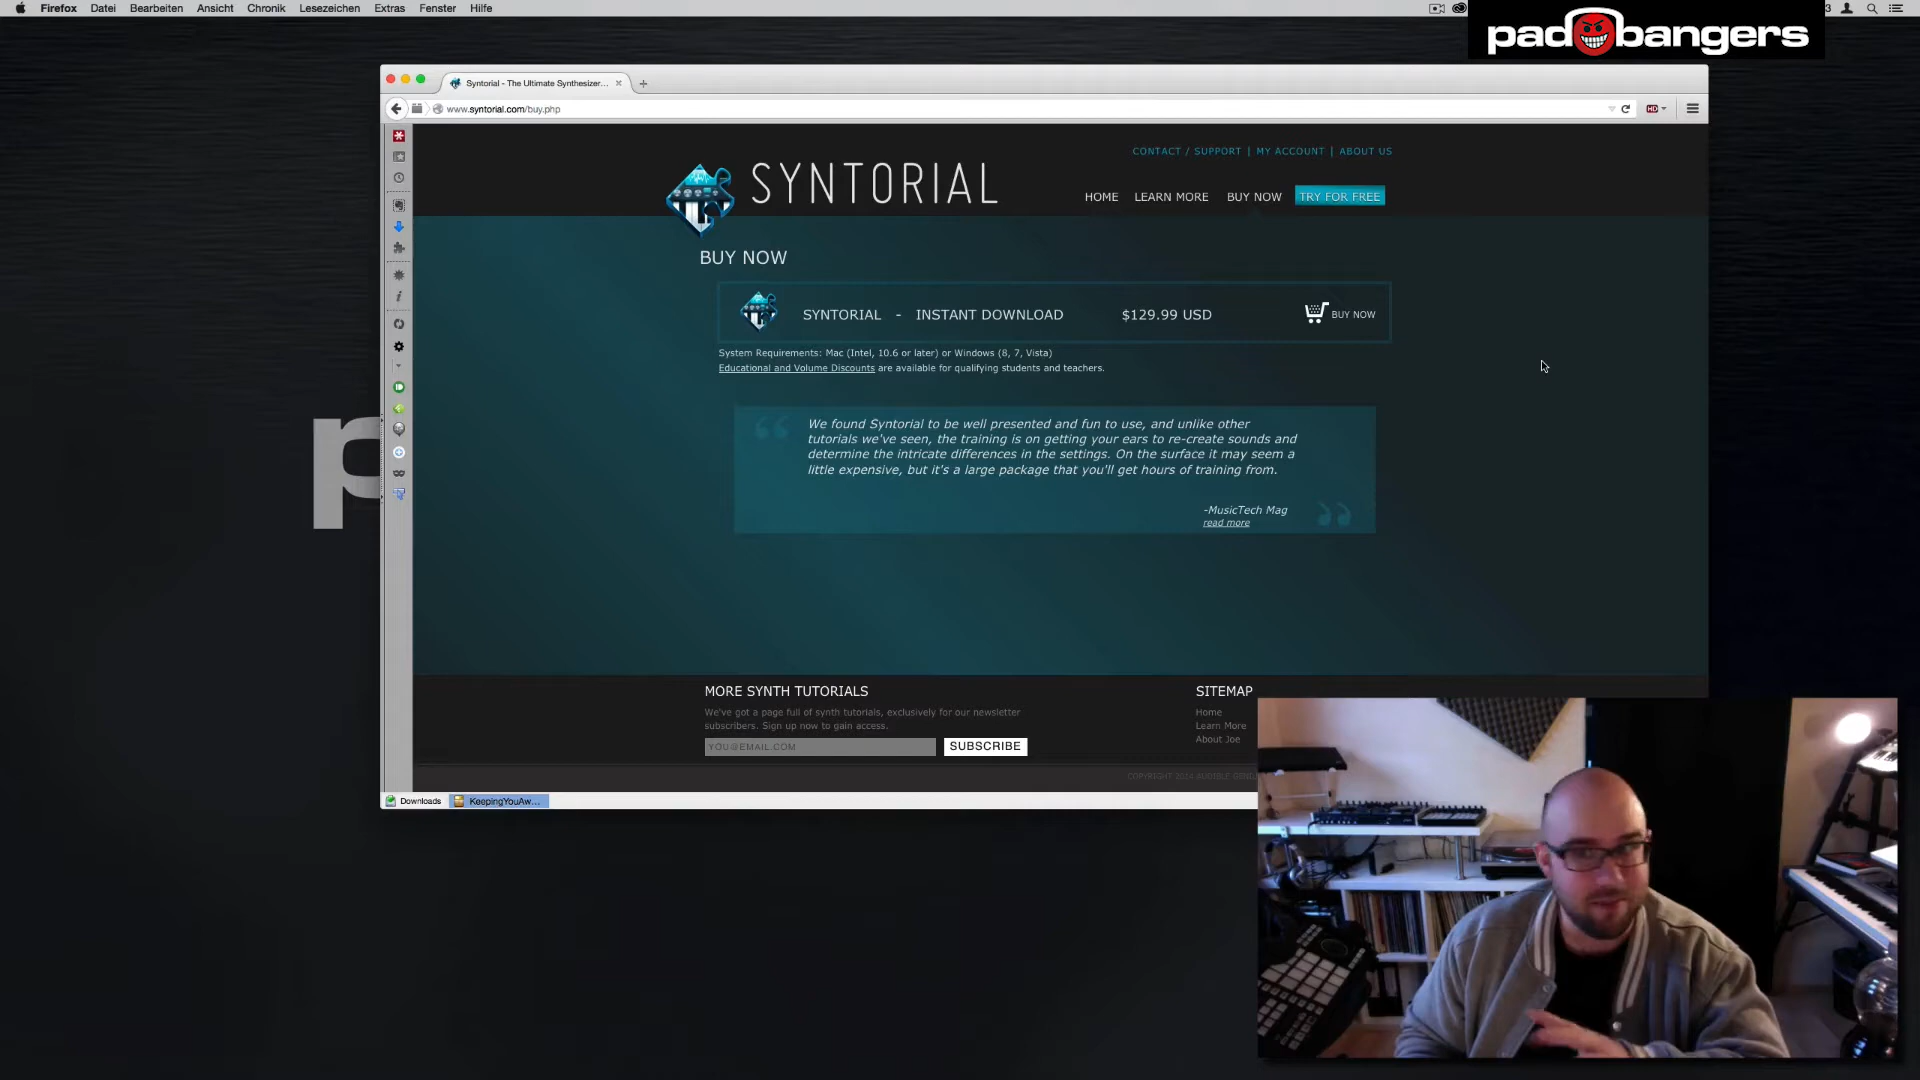 Firefox Datei Bearbeiten Ansicht Chronik Lesezeichen Extras Fenster Hilfe
pad bangers
Syntorial - The Ultimate Synthesizer...
www.syntorial.com/buy.php
HD
CONTACT / SUPPORT | MY ACCOUNT | ABOUT US
SYNTORIAL
HOME LEARN MORE BUY NOW TRY FOR FREE
BUY NOW
SYNTORIAL - INSTANT DOWNLOAD $129.99 USD BUY NOW
System Requirements: Mac (Intel, 10.6 or later) or Windows (8, 7, Vista)
Educational and Volume Discounts are available for qualifying students and teachers.
p
We found Syntorial to be well presented and fun to use, and unlike other
tutorials we've seen, the training is on getting your ears to re-create sounds and
determine the intricate differences in the settings. On the surface it may seem a
little expensive, but it's a large package that you'll get hours of training from.
-MusicTech Mag
read more
MORE SYNTH TUTORIALS
We've got a page full of synth tutorials, exclusively for our newsletter
subscribers. Sign up now to gain access.
YOU@EMAIL.COM SUBSCRIBE
SITEMAP
Home
Learn More
About Joe
Downloads KeepingYouAw...